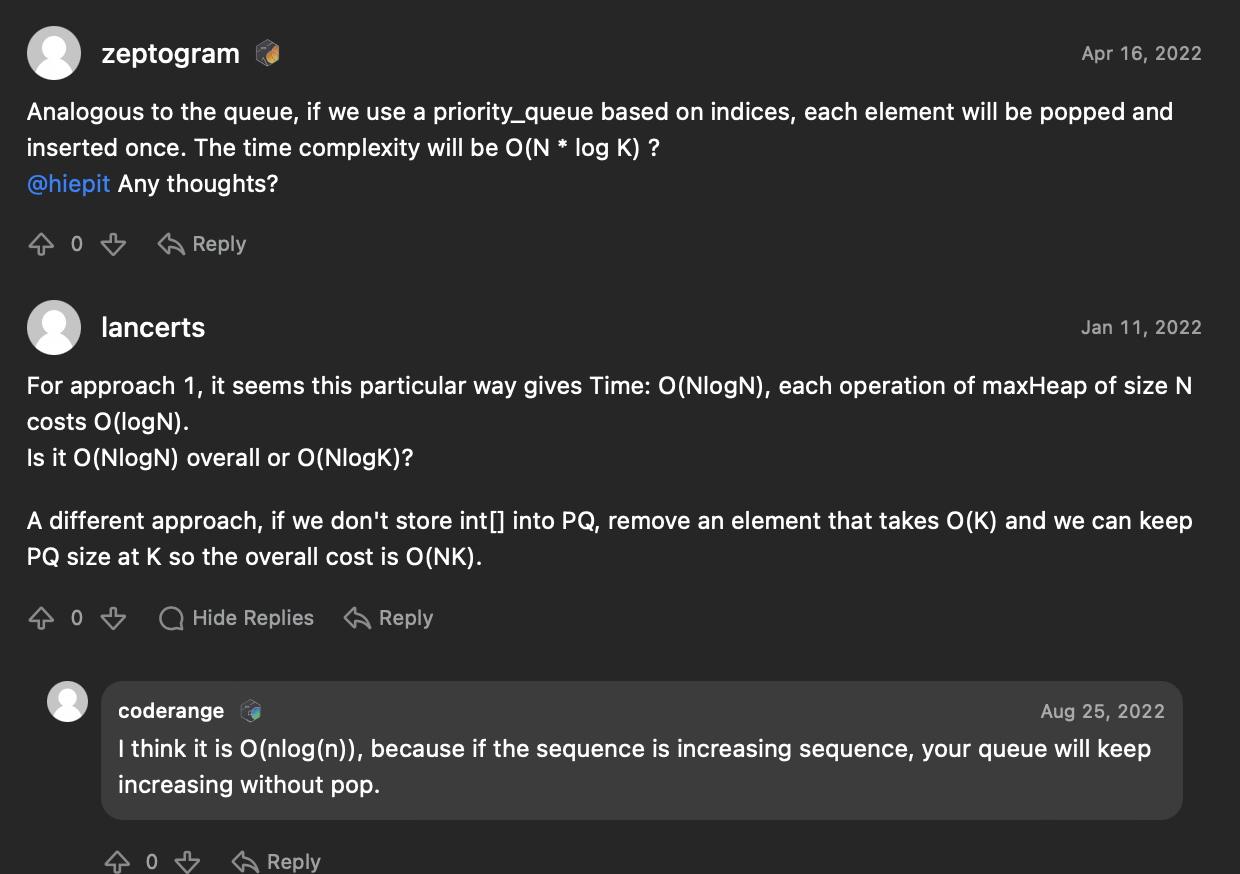 zeptogram
Apr 16, 2022
Analogous to the queue, if we use a priority_queue based on indices, each element will be popped and
inserted once. The time complexity will be O(N * log K) ?
@hiepit Any thoughts?
0
Reply
lancerts
Jan 11, 2022
For approach 1, it seems this particular way gives Time: O(NlogN), each operation of maxHeap of size N
costs O(logN).
Is it O(NlogN) overall or O(NlogK)?
A different approach, if we don't store int[] into PQ, remove an element that takes O(K) and we can keep
PQ size at K so the overall cost is O(NK).
0
Hide Replies
Reply
coderange
Aug 25, 2022
I think it is O(nlog(n)), because if the sequence is increasing sequence, your queue will keep
increasing without pop.
0
Reply